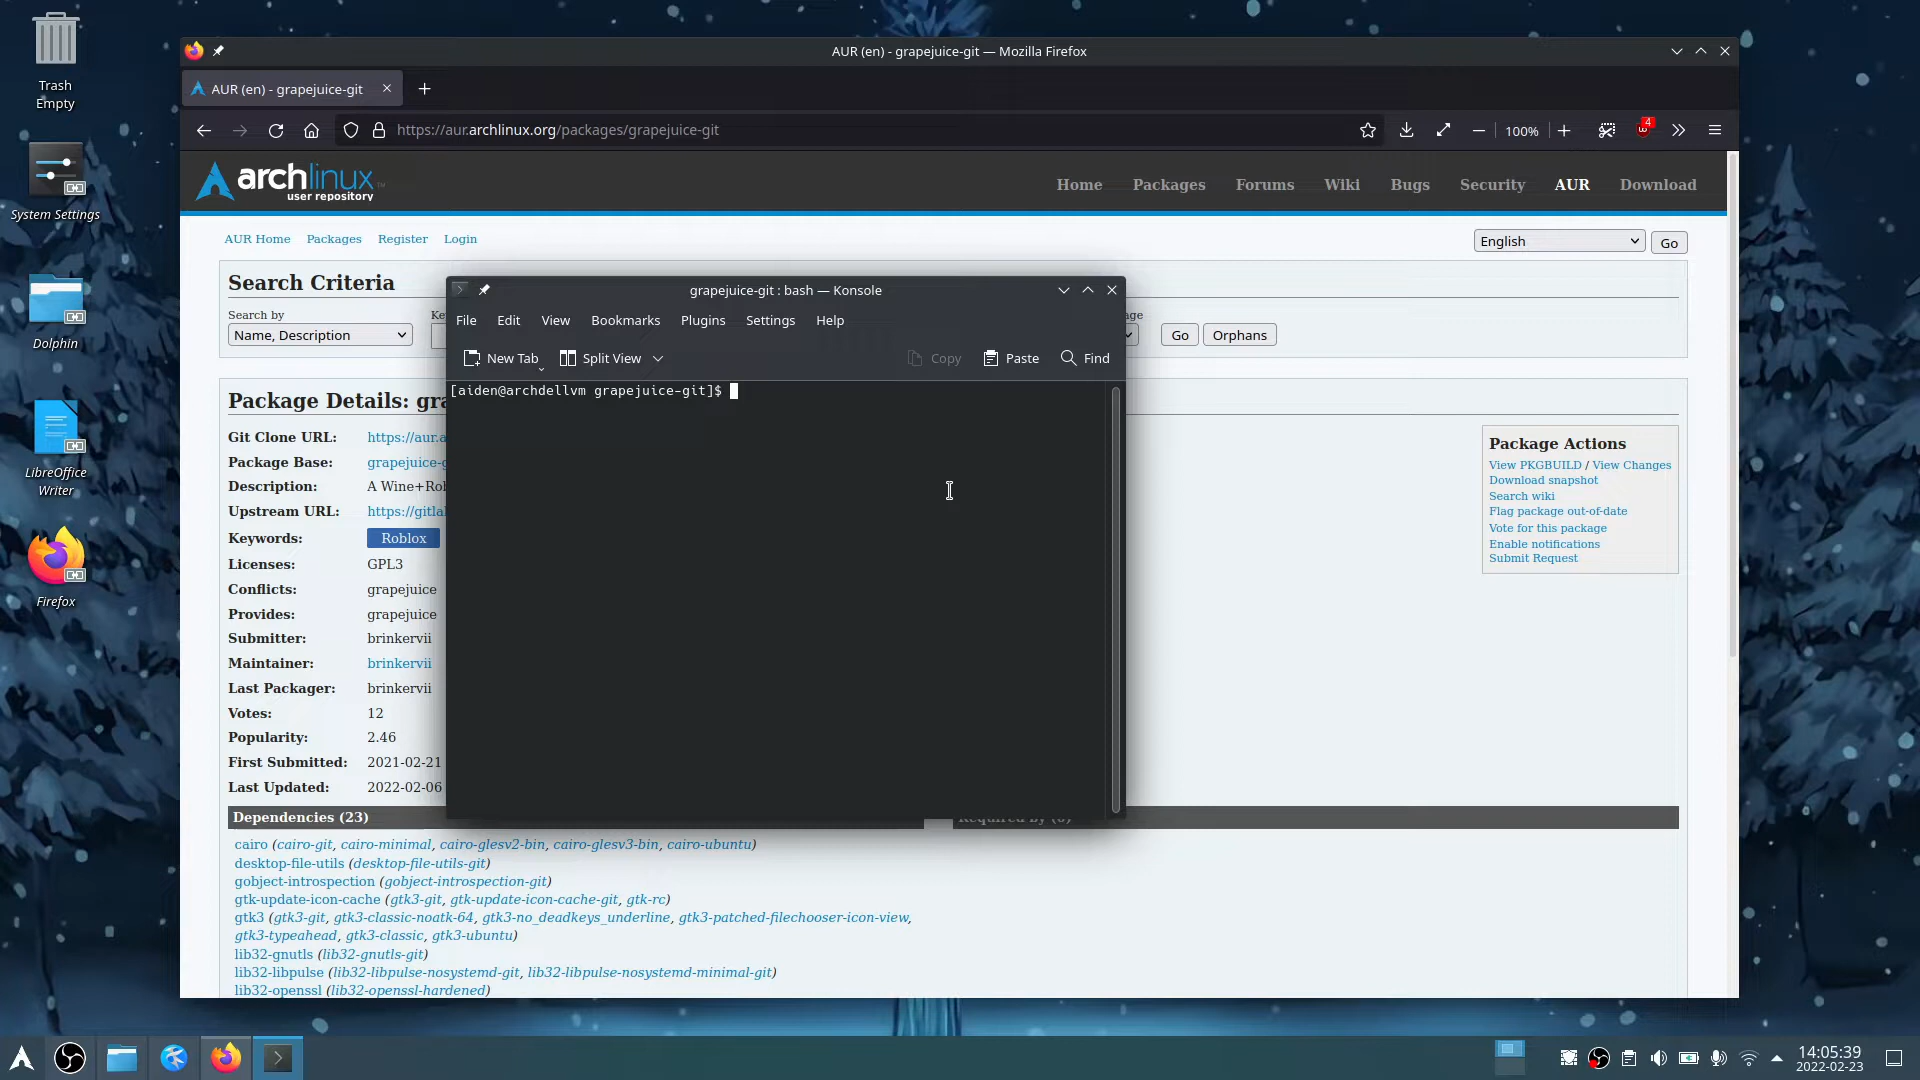 Trash
Empty
System Settings
Dolphin
LibreOffice
Writer
Firefox
AUR (en) - grapejuice-git — Mozilla Firefox
AUR (en) - grapejuice-git
https://aur.archlinux.org/packages/grapejuice-git
100%
4
archlinux
user repository
Home Packages Forums Wiki Bugs Security AUR Download
AUR Home Packages Register Login
English
Go
Search Criteria
Search by
Name, Description
Go
Orphans
grapejuice-git : bash — Konsole
File Edit View Bookmarks Plugins Settings Help
New Tab Split View Copy Paste Find
[aiden@archdellvm grapejuice-git]$
Package Details: gra
Git Clone URL: https://aur.a
Package Base: grapejuice-g
Description: A Wine+Rob
Upstream URL: https://gitla
Keywords: Roblox
Licenses: GPL3
Conflicts: grapejuice
Provides: grapejuice
Submitter: brinkervii
Maintainer: brinkervii
Last Packager: brinkervii
Votes: 12
Popularity: 2.46
First Submitted: 2021-02-21
Last Updated: 2022-02-06
Package Actions
View PKGBUILD / View Changes
Download snapshot
Search wiki
Flag package out-of-date
Vote for this package
Enable notifications
Submit Request
Dependencies (23)
Required by (0)
cairo (cairo-git, cairo-minimal, cairo-glesv2-bin, cairo-glesv3-bin, cairo-ubuntu)
desktop-file-utils (desktop-file-utils-git)
gobject-introspection (gobject-introspection-git)
gtk-update-icon-cache (gtk3-git, gtk-update-icon-cache-git, gtk-rc)
gtk3 (gtk3-git, gtk3-classic-noatk-64, gtk3-no_deadkeys_underline, gtk3-patched-filechooser-icon-view,
gtk3-typeahead, gtk3-classic, gtk3-ubuntu)
lib32-gnutls (lib32-gnutls-git)
lib32-libpulse (lib32-libpulse-nosystemd-git, lib32-libpulse-nosystemd-minimal-git)
lib32-openssl (lib32-openssl-hardened)
14:05:39
2022-02-23